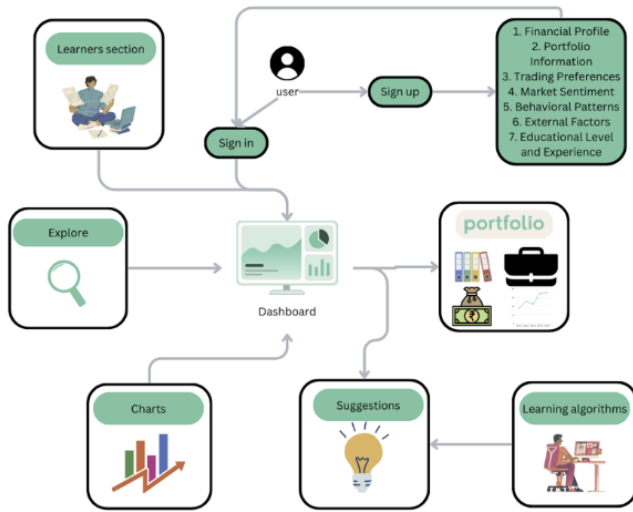 Learners section
user
Sign up
Sign in
1. Financial Profile
2. Portfolio
Information
3. Trading Preferences
4. Market Sentiment
5. Behavioral Patterns
6. External Factors
7. Educational Level
and Experience
Explore
Dashboard
portfolio
₹
Charts
Suggestions
Learning algorithms